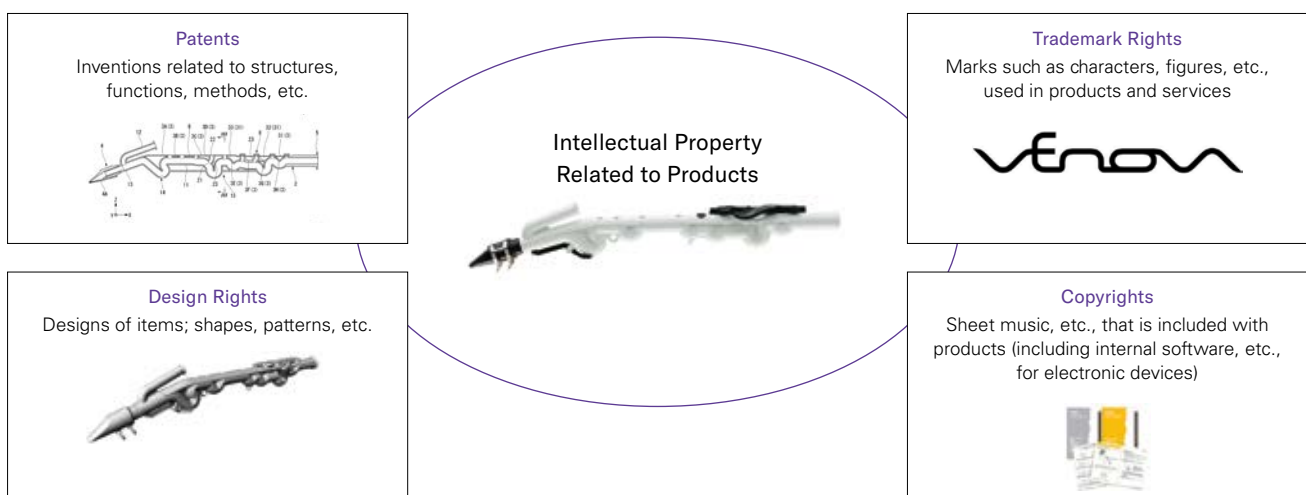 Patents
Inventions related to structures,
functions, methods, etc.
Intellectual Property
Related to Products
Trademark Rights
Marks such as characters, figures, etc.,
used in products and services
venova
Design Rights
Designs of items; shapes, patterns, etc.
Copyrights
Sheet music, etc., that is included with
products (including internal software, etc.,
for electronic devices)